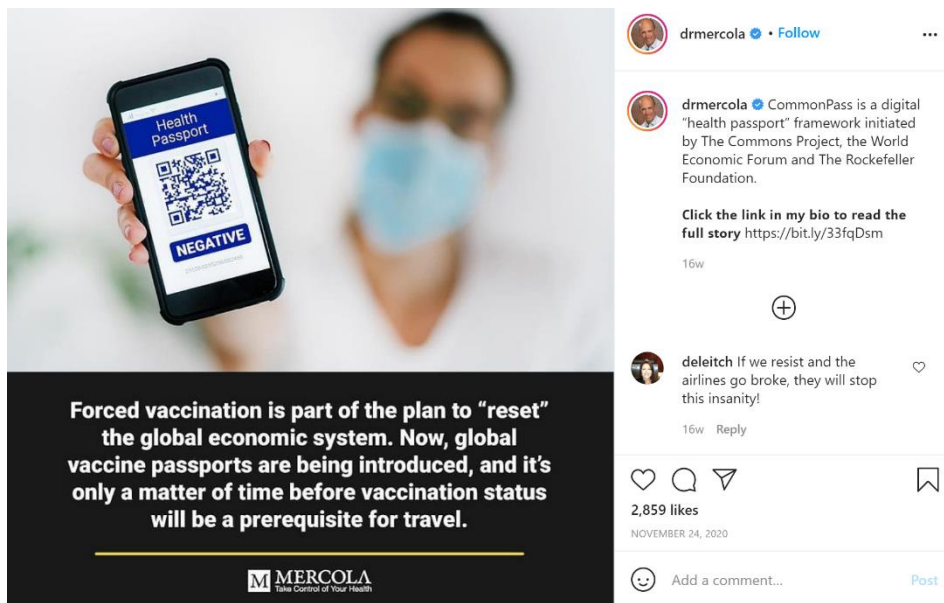 Health
Passport
NEGATIVE
Forced vaccination is part of the plan to “reset”
the global economic system. Now, global
vaccine passports are being introduced, and it’s
only a matter of time before vaccination status
will be a prerequisite for travel.
M MERCOLA
Take Control of Your Health
drmercola • Follow
drmercola CommonPass is a digital
“health passport” framework initiated
by The Commons Project, the World
Economic Forum and The Rockefeller
Foundation.
Click the link in my bio to read the
full story https://bit.ly/33fqDsm
16w
deleitch If we resist and the
airlines go broke, they will stop
this insanity!
16w Reply
2,859 likes
NOVEMBER 24, 2020
Add a comment...
Post